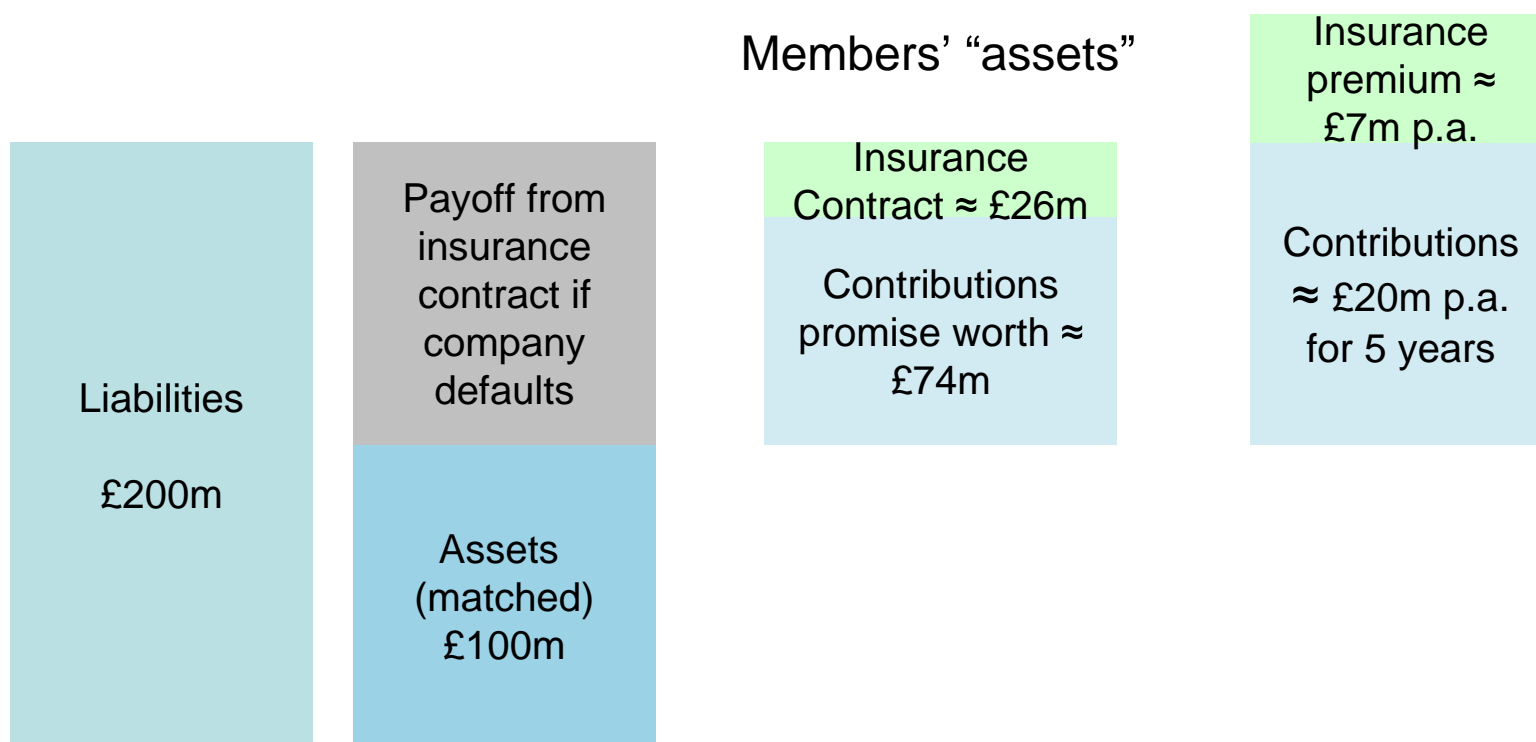 Members’ “assets”
Liabilities
£200m
Payoff from
insurance
contract if
company
defaults
Assets
(matched)
£100m
Insurance
Contract ≈ £26m
Contributions
promise worth ≈
£74m
Insurance
premium ≈
£7m p.a.
Contributions
≈ £20m p.a.
for 5 years